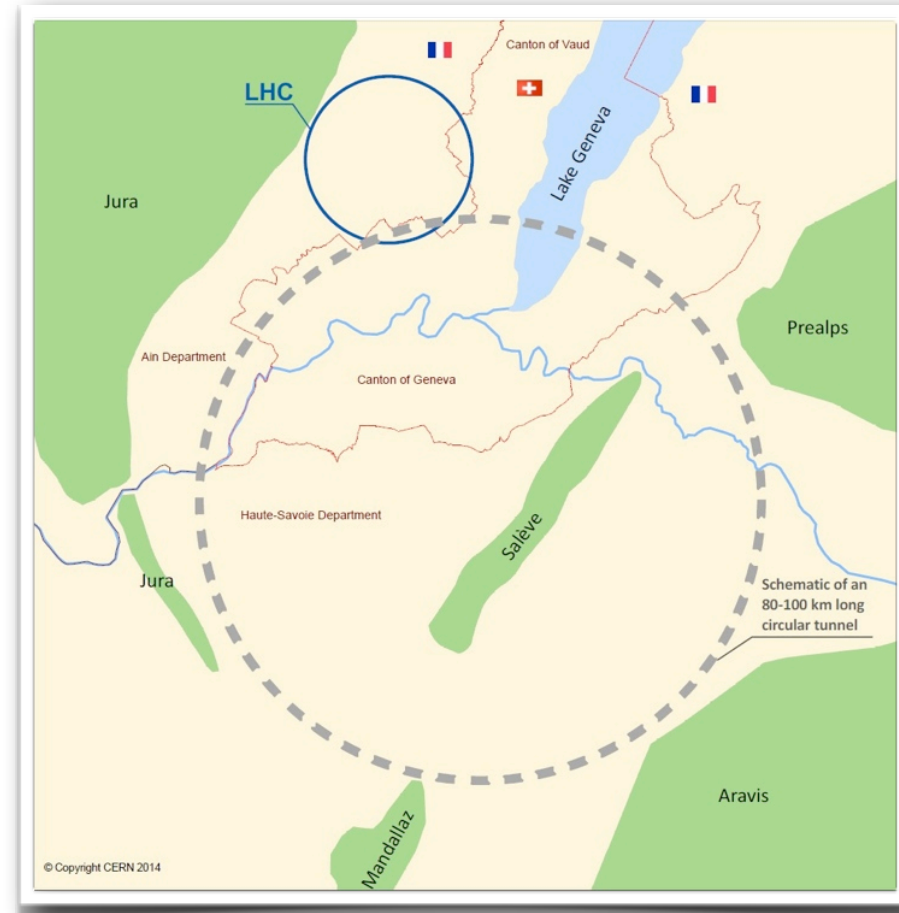 Canton of Vaud
LHC
Lake Geneva
Jura
Prealps
Ain Department
Canton of Geneva
Haute-Savoie Department
Salève
Jura
Schematic of an
80-100 km long
circular tunnel
Aravis
Mandallaz
© Copyright CERN 2014